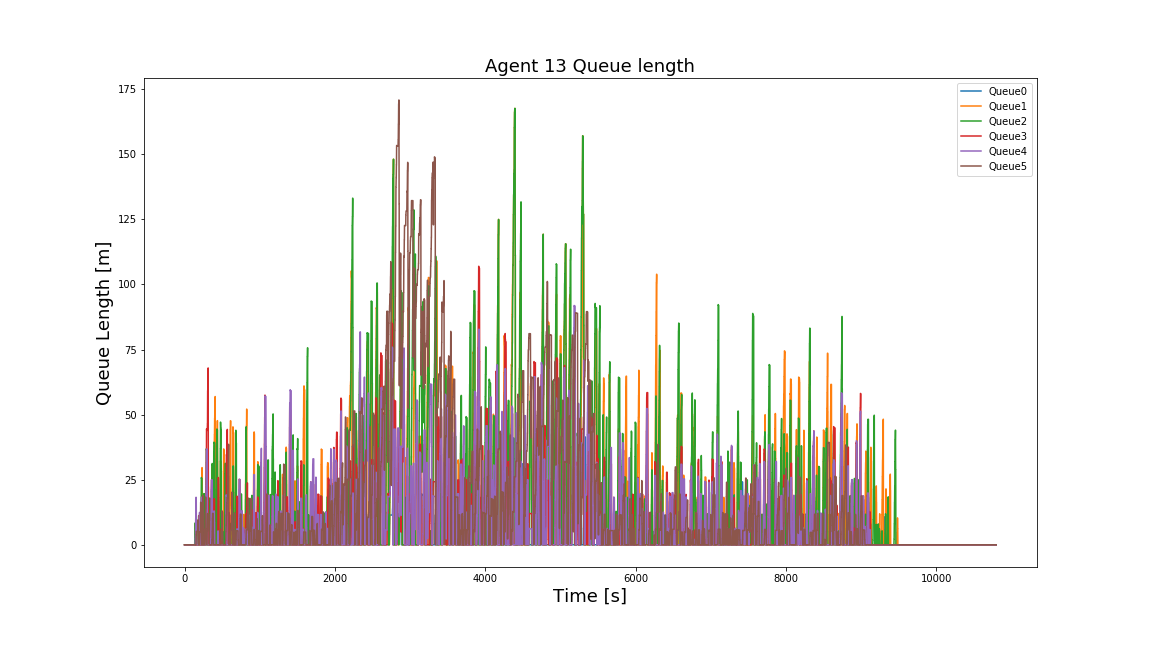 Agent 13 Queue length
Queue0
Queue1
Queue2
Queue3
Queue4
Queue5
Queue Length [m]
175
150
125
100
75
50
25
0
0 2000 4000 6000 8000 10000
Time [s]